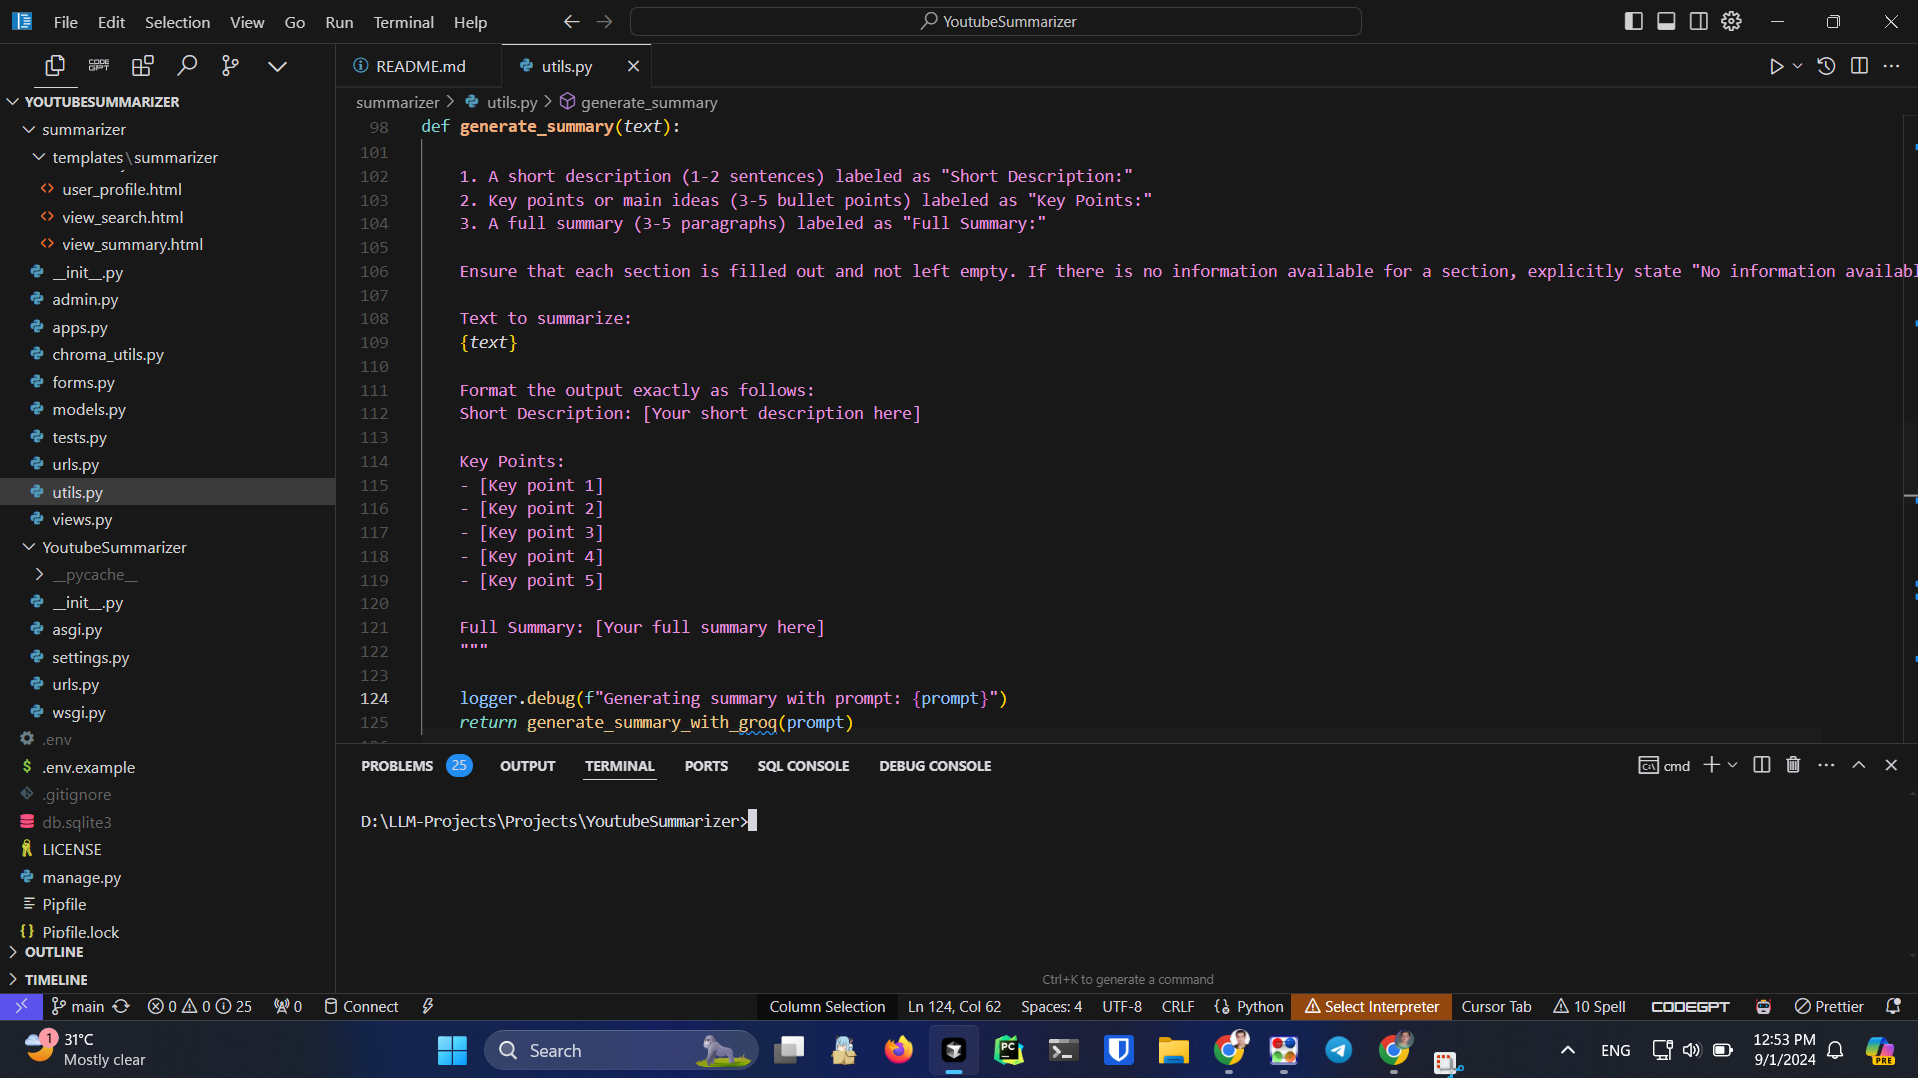 File Edit Selection View Go Run Terminal Help
YoutubeSummarizer
CODE GPT
README.md
utils.py
YOUTUBESUMMARIZER
summarizer
templates\summarizer
user_profile.html
view_search.html
view_summary.html
__init__.py
admin.py
apps.py
chroma_utils.py
forms.py
models.py
tests.py
urls.py
utils.py
views.py
YoutubeSummarizer
__pycache__
__init__.py
asgi.py
settings.py
urls.py
wsgi.py
.env
.env.example
.gitignore
db.sqlite3
LICENSE
manage.py
Pipfile
Pipfile.lock
OUTLINE
TIMELINE
summarizer > utils.py > generate_summary
98 def generate_summary(text):
101
102 1. A short description (1-2 sentences) labeled as "Short Description:"
103 2. Key points or main ideas (3-5 bullet points) labeled as "Key Points:"
104 3. A full summary (3-5 paragraphs) labeled as "Full Summary:"
105
106 Ensure that each section is filled out and not left empty. If there is no information available for a section, explicitly state "No information availabl
107
108 Text to summarize:
109 {text}
110
111 Format the output exactly as follows:
112 Short Description: [Your short description here]
113
114 Key Points:
115 - [Key point 1]
116 - [Key point 2]
117 - [Key point 3]
118 - [Key point 4]
119 - [Key point 5]
120
121 Full Summary: [Your full summary here]
122 """
123
124 logger.debug(f"Generating summary with prompt: {prompt}")
125 return generate_summary_with_groq(prompt)
PROBLEMS 25 OUTPUT TERMINAL PORTS SQL CONSOLE DEBUG CONSOLE
cmd
D:\LLM-Projects\Projects\YoutubeSummarizer>
Ctrl+K to generate a command
main 0 0 25 0 Connect
Column Selection Ln 124, Col 62 Spaces: 4 UTF-8 CRLF Python Select Interpreter Cursor Tab 10 Spell CODEGPT Prettier
1
31°C
Mostly clear
Search
PC
ENG
12:53 PM
9/1/2024
PRE